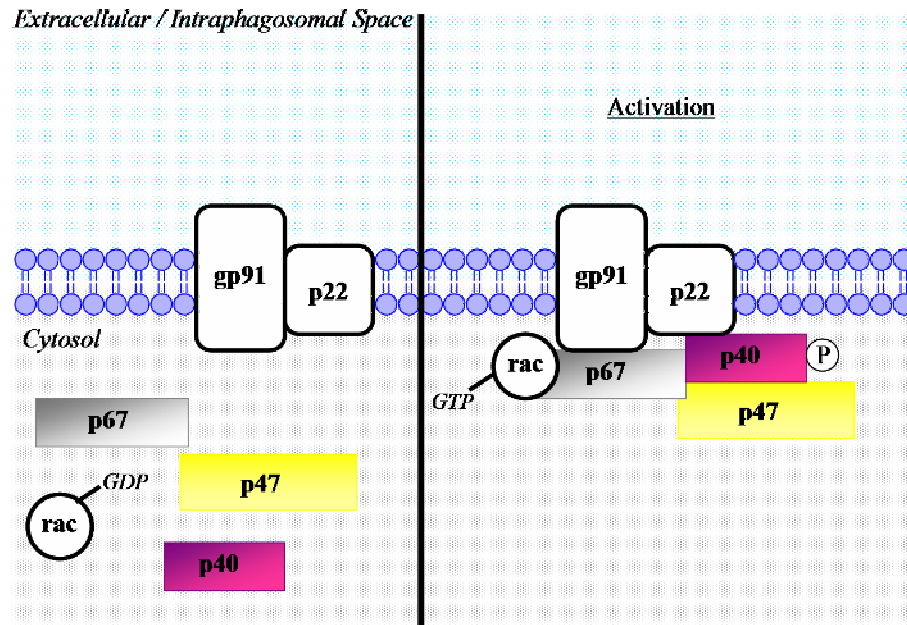 Extracellular / Intraphagosomal Space
Activation
gp91
p22
gp91
p22
Cytosol
rac
p67
p40
P
GTP
p47
p67
p47
GDP
rac
p40